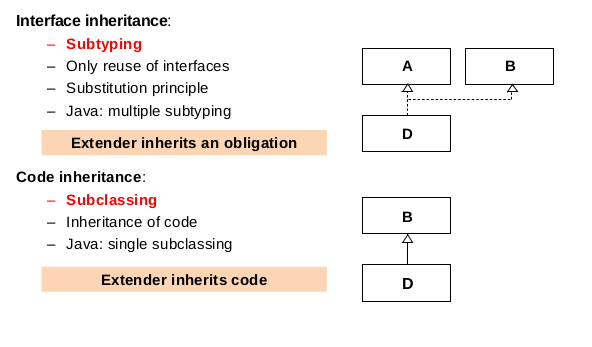 Interface inheritance:
– Subtyping
– Only reuse of interfaces
– Substitution principle
– Java: multiple subtyping
Extender inherits an obligation
A
B
D
Code inheritance:
– Subclassing
– Inheritance of code
– Java: single subclassing
Extender inherits code
B
D